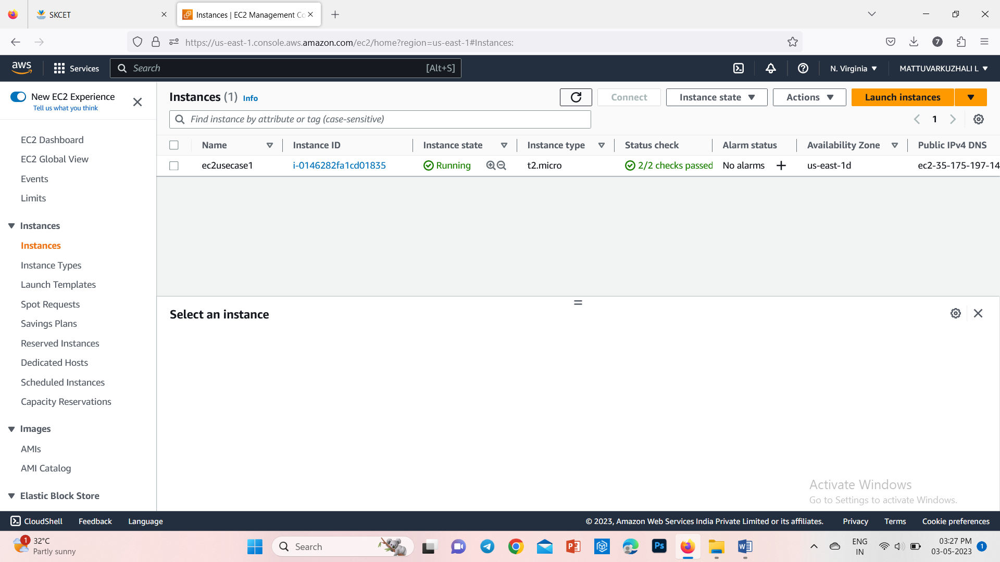 SKCET
Instances | EC2 Management Co
https://us-east-1.console.aws.amazon.com/ec2/home?region=us-east-1#Instances:
7
aws
Services
Search
[Alt+S]
N. Virginia
MATTUVARKUZHALI L
New EC2 Experience
Tell us what you think
EC2 Dashboard
EC2 Global View
Events
Limits
Instances
Instances
Instance Types
Launch Templates
Spot Requests
Savings Plans
Reserved Instances
Dedicated Hosts
Scheduled Instances
Capacity Reservations
Images
AMIs
AMI Catalog
Elastic Block Store
Instances (1) Info
Connect
Instance state
Actions
Launch instances
Find instance by attribute or tag (case-sensitive)
1
Name Instance ID Instance state Instance type Status check Alarm status Availability Zone Public IPv4 DNS
ec2usecase1 i-0146282fa1cd01835 Running t2.micro 2/2 checks passed No alarms us-east-1d ec2-35-175-197-14
Select an instance
Activate Windows
Go to Settings to activate Windows.
CloudShell Feedback Language
© 2023, Amazon Web Services India Private Limited or its affiliates. Privacy Terms Cookie preferences
1
32°C
Partly sunny
Search
Ps
ENG
IN
03:27 PM
03-05-2023
1